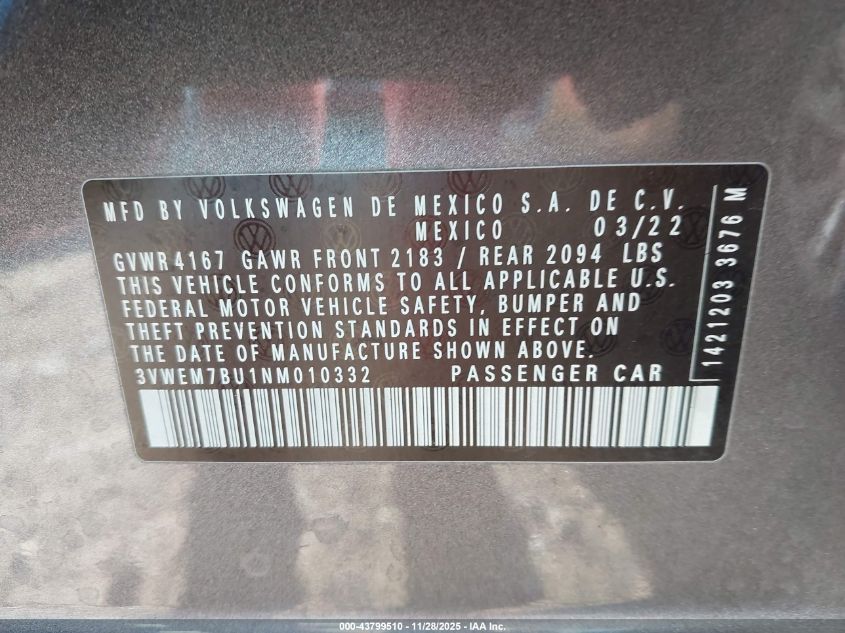 MFD BY VOLKSWAGEN DE MEXICO S.A. DE C.V.
MEXICO 03/22
GVWR 4167 GAWR FRONT 2183 / REAR 2094 LBS
THIS VEHICLE CONFORMS TO ALL APPLICABLE U.S.
FEDERAL MOTOR VEHICLE SAFETY, BUMPER AND
THEFT PREVENTION STANDARDS IN EFFECT ON
THE DATE OF MANUFACTURE SHOWN ABOVE.
3VWEM7BU1NM010332 PASSENGER CAR
1421203 3676 M
000-43799510 - 11/28/2025 - IAA Inc.